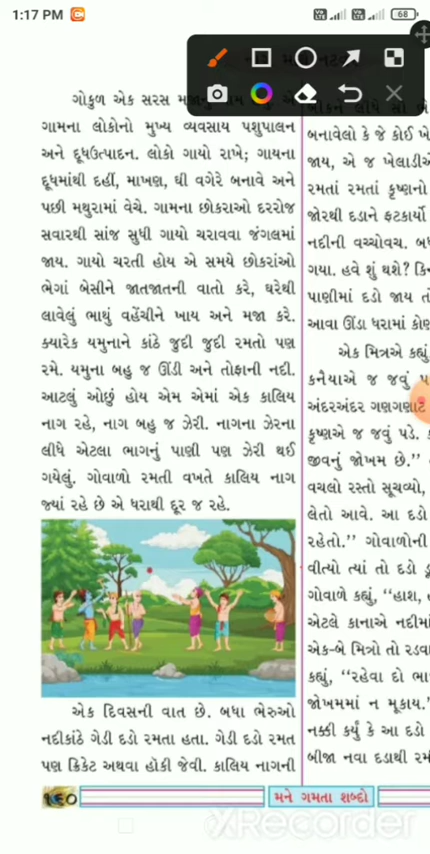 1:17 PM
68
ગોકુળ એક સરસ
ગામના લોકોનો મુખ્ય વ્યવસાય પશુપાલન
અને દૂધઉત્પાદન. લોકો ગાયો રાખે; ગાયના
દૂધમાંથી દહીં, માખણ, ઘી વગેરે બનાવે અને
પછી મથુરામાં વેચે. ગામના છોકરાઓ દરરોજ
સવારથી સાંજ સુધી ગાયો ચરાવવા જંગલમાં
જાય. ગાયો ચરતી હોય એ સમયે છોકરાંઓ
ભેગાં બેસીને જાતજાતની વાતો કરે, ઘરેથી
લાવેલું ભાથું વહેંચીને ખાય અને મજા કરે.
ક્યારેક યમુનાને કાંઠે જુદી જુદી રમતો પણ
રમે. યમુના બહુ જ ઊંડી અને તોફાની નદી.
આટલું ઓછું હોય એમ એમાં એક કાલિય
નાગ રહે, નાગ બહુ જ ઝેરી. નાગના ઝેરના
લીધે એટલા ભાગનું પાણી પણ ઝેરી થઈ
ગયેલું. ગોવાળો રમતી વખતે કાલિય નાગ
જ્યાં રહે છે એ ધરાથી દૂર જ રહે.
એક દિવસની વાત છે. બધા ભેરુઓ
નદીકાંઠે ગેડી દડો રમતા હતા. ગેડી દડો રમત
પણ ક્રિકેટ અથવા હોકી જેવી. કાલિય નાગની
બનાવેલો કે જે કોઈ
જાય, એ જ ખેલાડીએ
રમતાં રમતાં કૃષ્ણનો
જોરથી દડાને ફટકાર્યો
નદીની વચ્ચોવચ.
ગયા. હવે શું થશે?
પાણીમાં દડો જાય
આવા ઊંડા ધરામાં
એક મિત્રએ કહ્યું
કનૈયાએ જ જવું
અંદરઅંદર ગણગણાટ
કૃષ્ણએ જ જવું પડે.
જીવનું જોખમ છે.''
વચલો રસ્તો સૂચવ્યો,
લેતો આવે. આ દડો
રહેતો.'' ગોવાળોની
વીત્યો ત્યાં તો દડો
ગોવાળે કહ્યું, ''હાશ,
એટલે કાનાએ
એક-બે મિત્રો તો
કહ્યું, ''રહેવા દો
જોખમમાં ન મૂકાય.
નક્કી કર્યું કે આ દડો
બીજા નવા દડાથી
૧૯૦
મને ગમતા શબ્દો
XRecorder